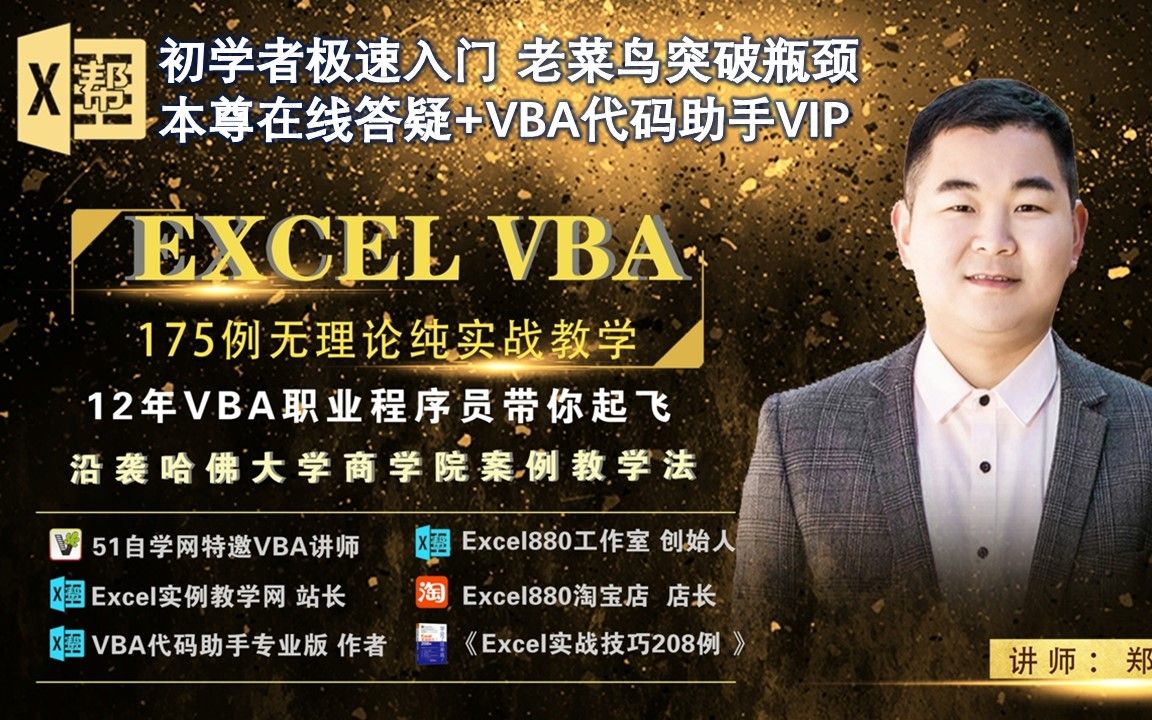 X 帮
初学者极速入门 老菜鸟突破瓶颈
本尊在线答疑+VBA代码助手VIP
EXCEL VBA
175例无理论纯实战教学
12年VBA职业程序员带你起飞
沿袭哈佛大学商学院案例教学法
51自学网特邀VBA讲师
Excel880工作室 创始人
Excel实例教学网 站长
淘 Excel880淘宝店 店长
VBA代码助手专业版 作者
《Excel实战技巧208例 》
讲师：郑